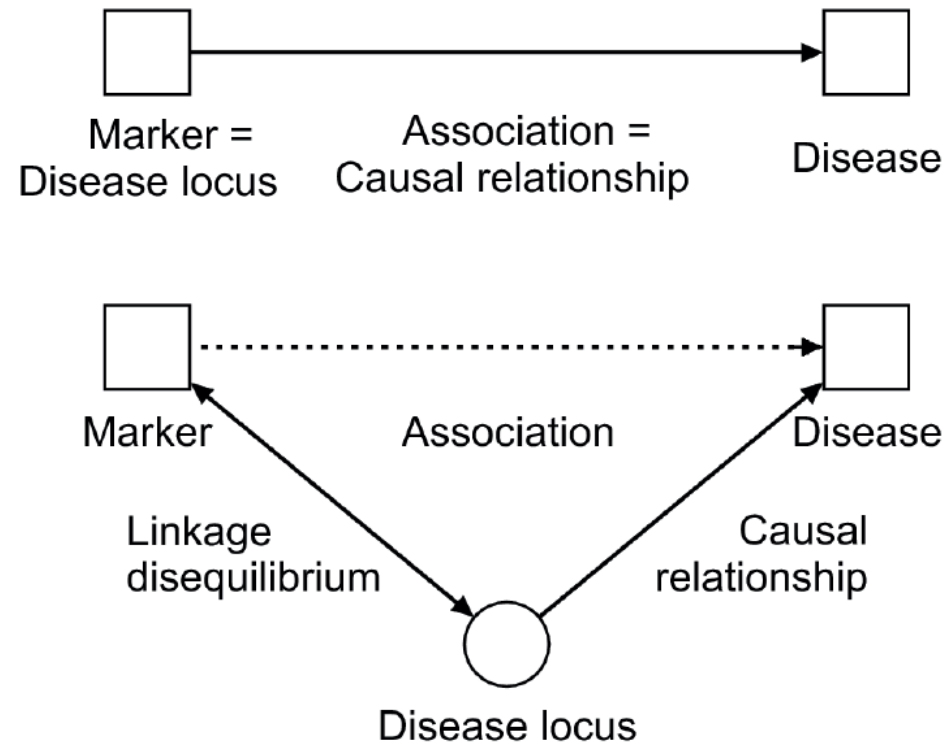 Marker =
Disease locus
Association =
Causal relationship
Disease
Marker
Association
Disease
Linkage
disequilibrium
Causal
relationship
Disease locus